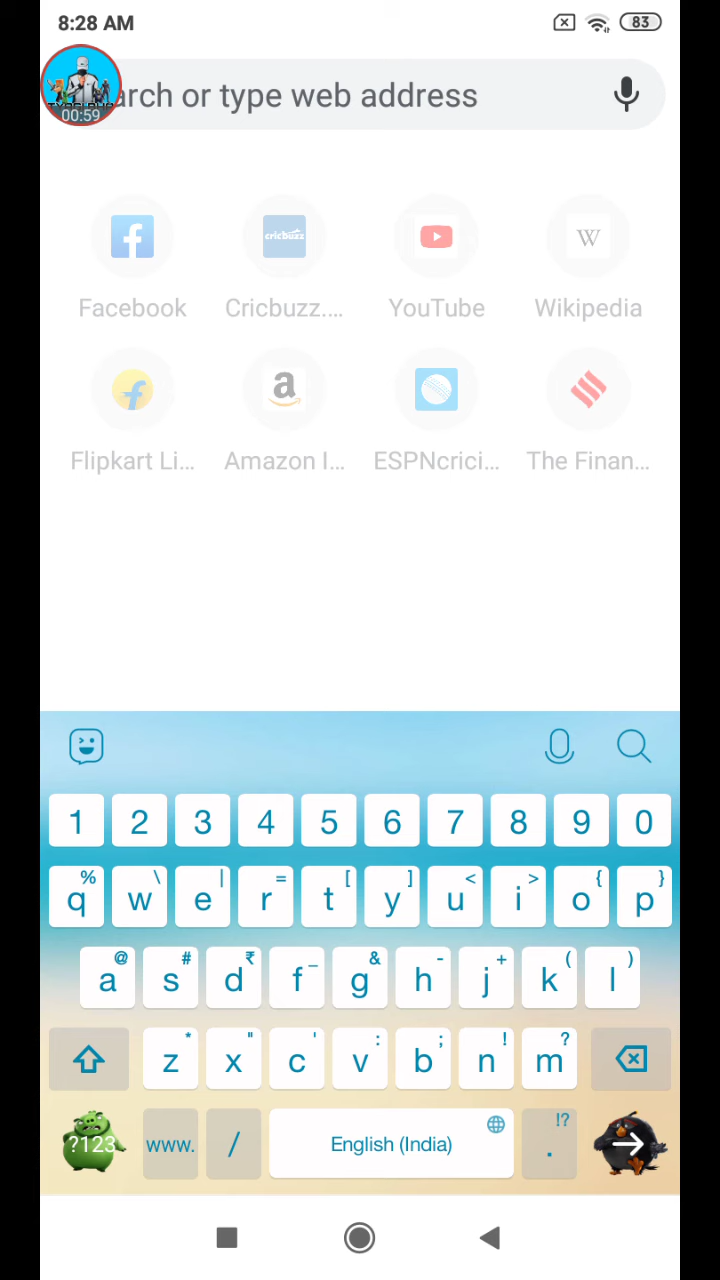 8:28 AM
83
arch or type web address
00:59
cricbuzz
W
Facebook
Cricbuzz....
YouTube
Wikipedia
a
Flipkart Li...
Amazon I...
ESPNcrici...
The Finan...
1 2 3 4 5 6 7 8 9 0
% \ | = [ ] < > { }
q w e r t y u i o p
@ # ₹ _ & - + ( )
a s d f g h j k l
* " ' : ; ! ?
z x c v b n m
?123 www. / English (India) . !?